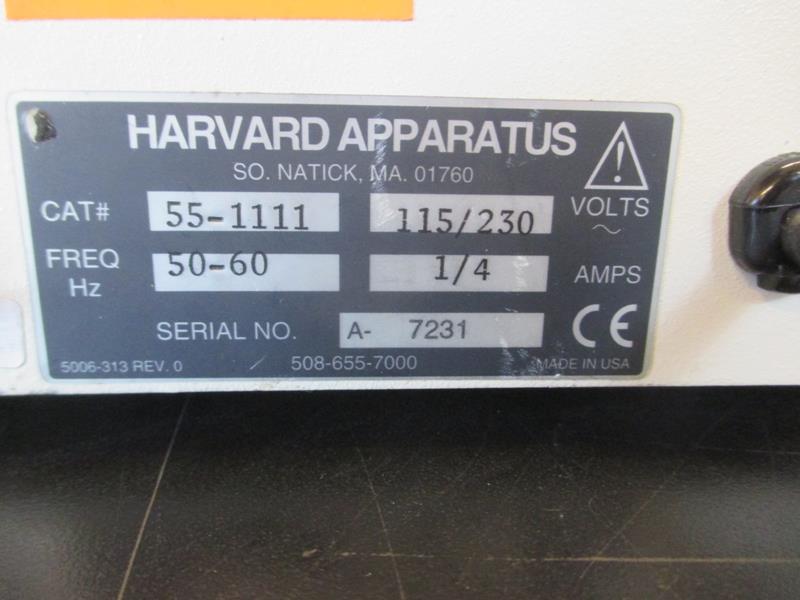 HARVARD APPARATUS
SO. NATICK, MA. 01760
CAT# 55-1111 115/230 VOLTS ~
FREQ Hz 50-60 1/4 AMPS
SERIAL NO. A- 7231 CE
5006-313 REV. 0 508-655-7000 MADE IN USA